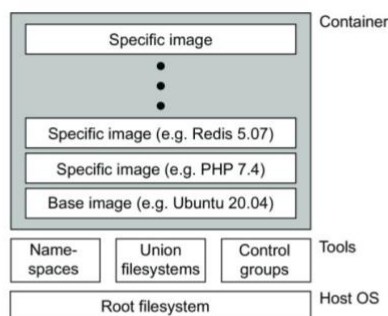 Container
Specific image
Specific image (e.g. Redis 5.07)
Specific image (e.g. PHP 7.4)
Base image (e.g. Ubuntu 20.04)
Tools
Name-
spaces
Union
filesystems
Control
groups
Host OS
Root filesystem